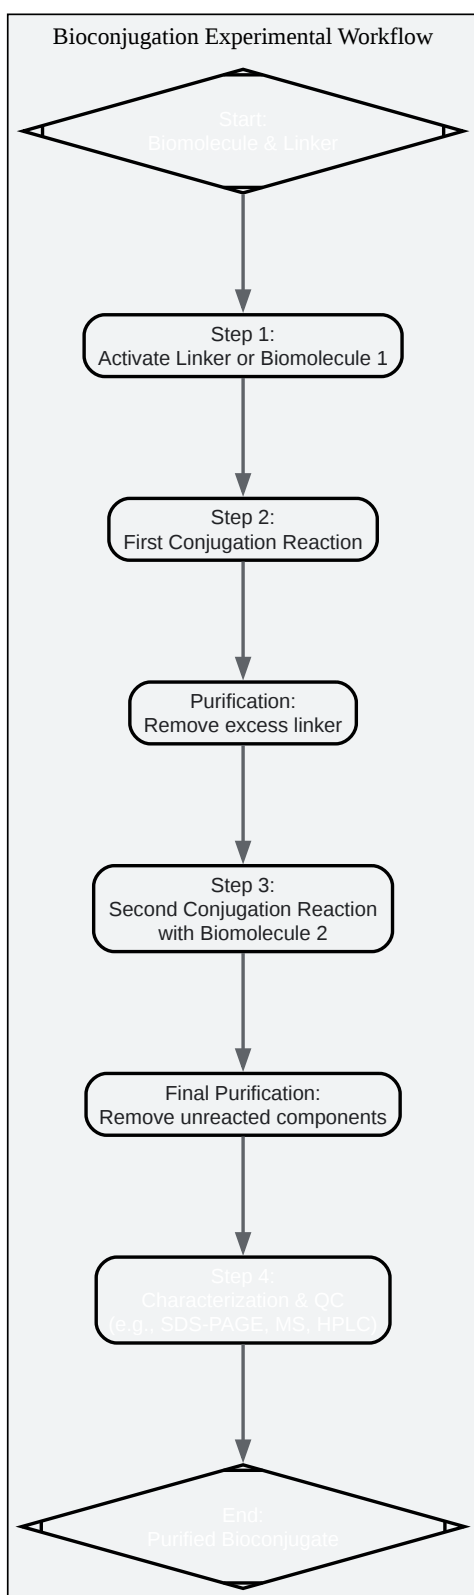 Bioconjugation Experimental Workflow
Start:
Biomolecule & Linker
Step 1:
Activate Linker or Biomolecule 1
Step 2:
First Conjugation Reaction
Purification:
Remove excess linker
Step 3:
Second Conjugation Reaction
with Biomolecule 2
Final Purification:
Remove unreacted components
Step 4:
Characterization & QC
(e.g., SDS-PAGE, MS, HPLC)
End:
Purified Bioconjugate